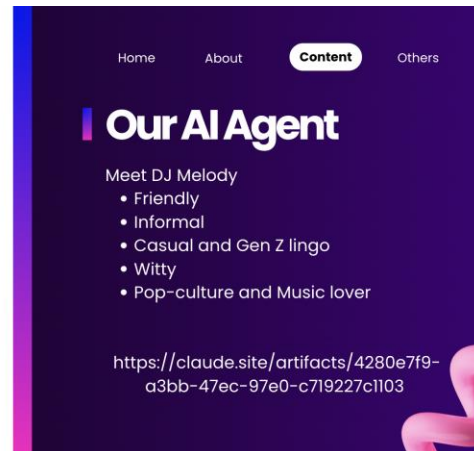 Home About Content Others
Our AI Agent
Meet DJ Melody
• Friendly
• Informal
• Casual and Gen Z lingo
• Witty
• Pop-culture and Music lover
https://claude.site/artifacts/4280e7f9-
a3bb-47ec-97e0-c719227c1103